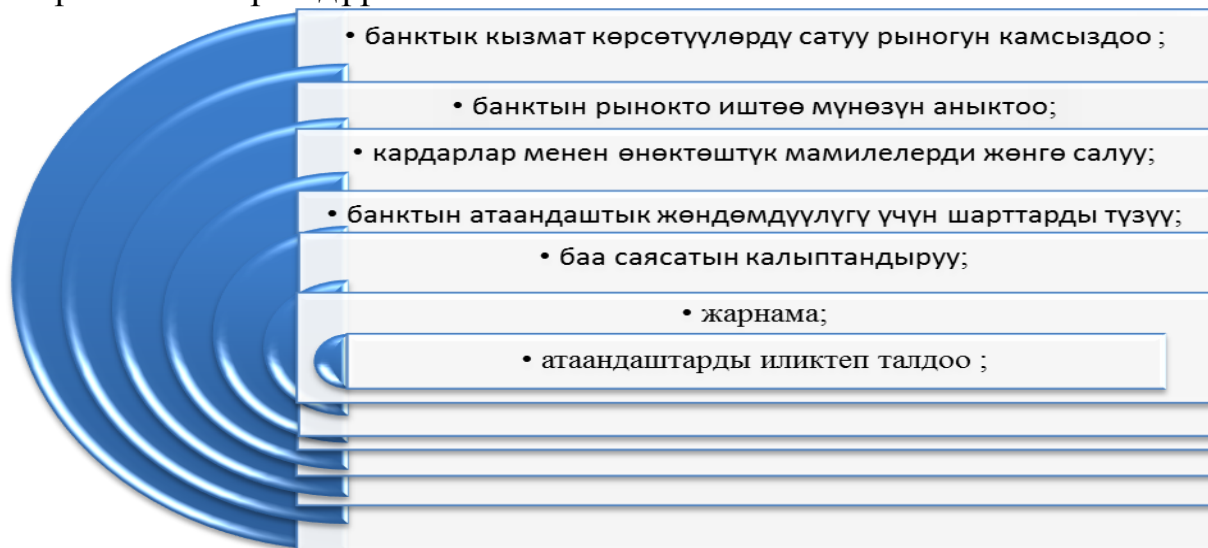 • банктык кызмат көрсөтүүлөрдү сатуу рыногун камсыздоо ;
• банктын рынокто иштөө мүнөзүн аныктоо;
• кардарлар менен өнөктөштүк мамилелерди жөнгө салуу;
• банктын атаандаштык жөндөмдүүлүгү үчүн шарттарды түзүү;
• баа саясатын калыптандыруу;
• жарнама;
• атаандаштарды иликтеп талдоо ;